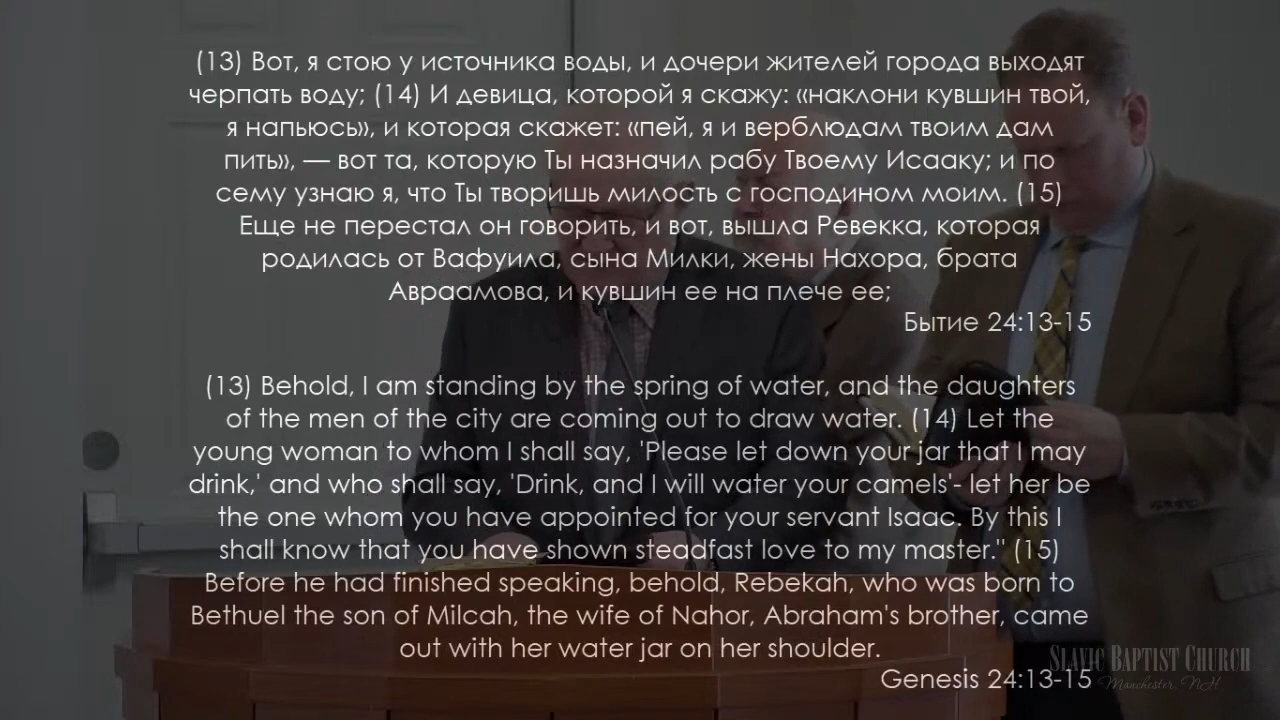 (13) Вот, я стою у источника воды, и дочери жителей города выходят
черпать воду; (14) И девица, которой я скажу: «наклони кувшин твой,
я напьюсь», и которая скажет: «пей, я и верблюдам твоим дам
пить», — вот та, которую Ты назначил рабу Твоему Исааку; и по
сему узнаю я, что Ты творишь милость с господином моим. (15)
Еще не перестал он говорить, и вот, вышла Ревекка, которая
родилась от Вафуила, сына Милки, жены Нахора, брата
Авраамова, и кувшин ее на плече ее;
Бытие 24:13-15
(13) Behold, I am standing by the spring of water, and the daughters
of the men of the city are coming out to draw water. (14) Let the
young woman to whom I shall say, 'Please let down your jar that I may
drink,' and who shall say, 'Drink, and I will water your camels'- let her be
the one whom you have appointed for your servant Isaac. By this I
shall know that you have shown steadfast love to my master." (15)
Before he had finished speaking, behold, Rebekah, who was born to
Bethuel the son of Milcah, the wife of Nahor, Abraham's brother, came
out with her water jar on her shoulder.
Genesis 24:13-15
SLAVIC BAPTIST CHURCH
Manchester, NH